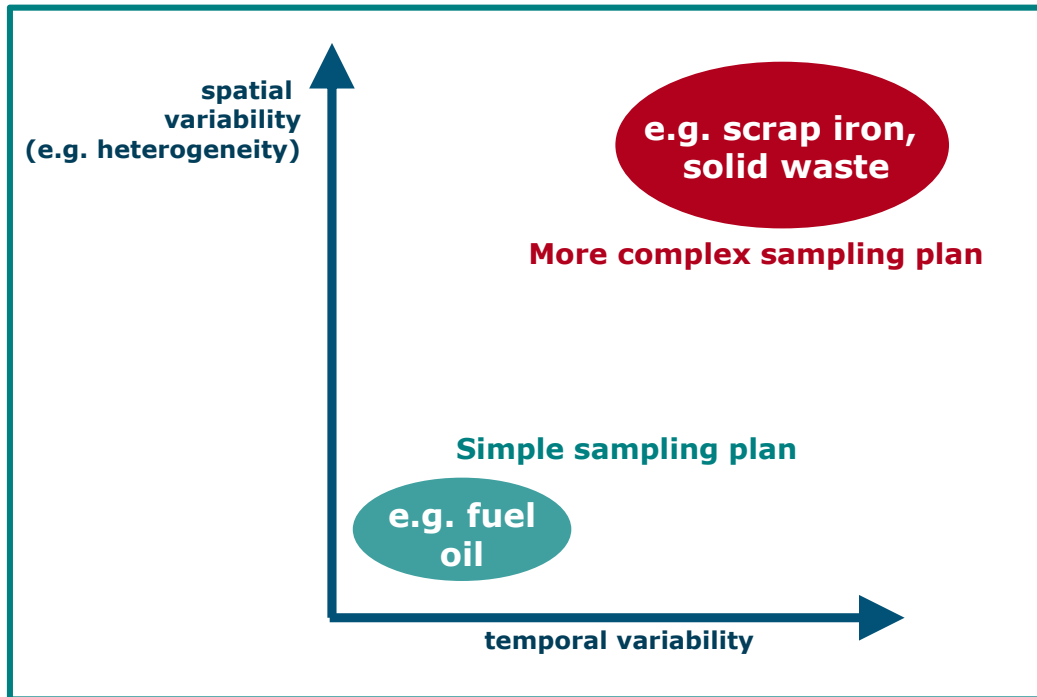 spatial
variability
(e.g. heterogeneity)
e.g. scrap iron,
solid waste
More complex sampling plan
Simple sampling plan
e.g. fuel
oil
temporal variability